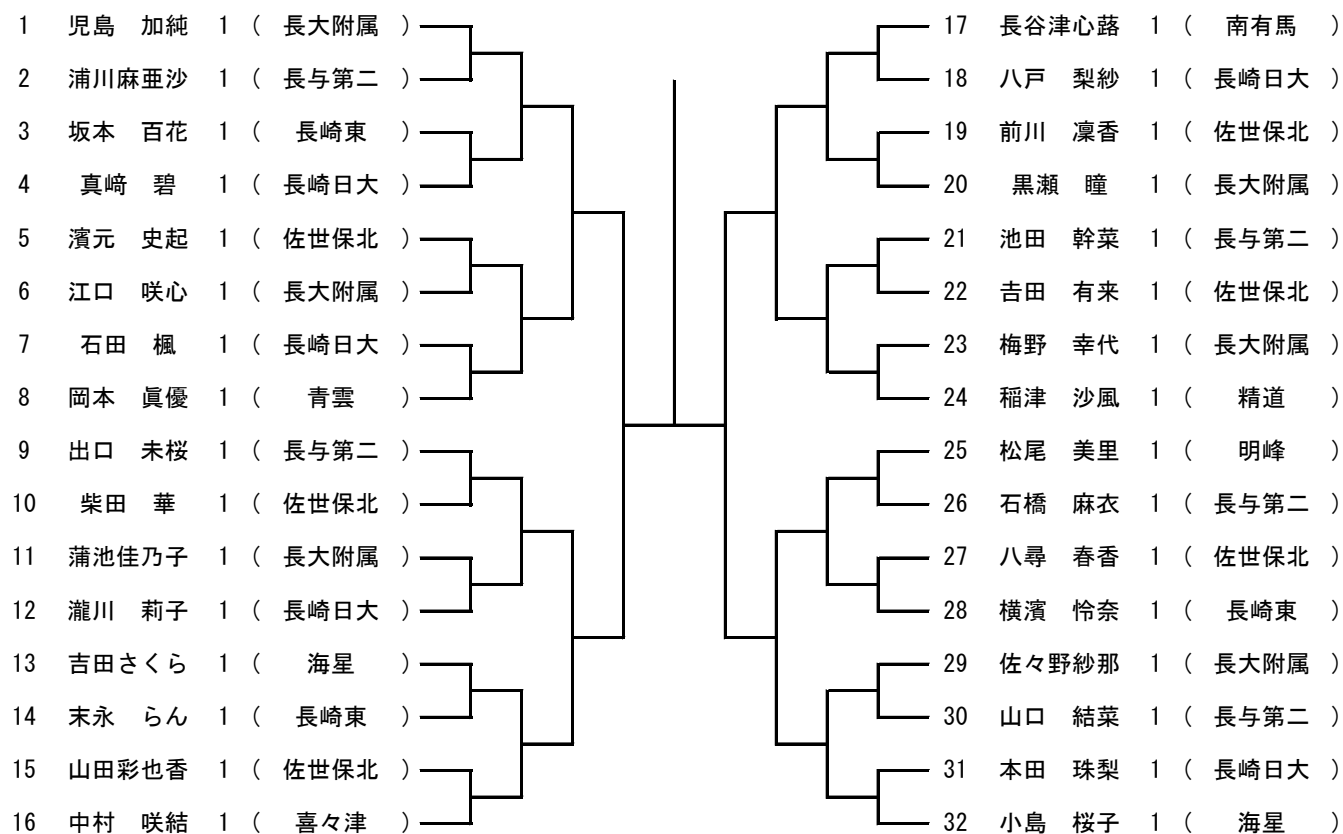 1 児島 加純 1 ( 長大附属 )
2 浦川麻亜沙 1 ( 長与第二 )
3 坂本 百花 1 ( 長崎東 )
4 真﨑 碧 1 ( 長崎日大 )
5 濱元 史起 1 ( 佐世保北 )
6 江口 咲心 1 ( 長大附属 )
7 石田 楓 1 ( 長崎日大 )
8 岡本 眞優 1 ( 青雲 )
9 出口 未桜 1 ( 長与第二 )
10 柴田 華 1 ( 佐世保北 )
11 蒲池佳乃子 1 ( 長大附属 )
12 瀧川 莉子 1 ( 長崎日大 )
13 吉田さくら 1 ( 海星 )
14 末永 らん 1 ( 長崎東 )
15 山田彩也香 1 ( 佐世保北 )
16 中村 咲結 1 ( 喜々津 )
17 長谷津心蕗 1 ( 南有馬 )
18 八戸 梨紗 1 ( 長崎日大 )
19 前川 凜香 1 ( 佐世保北 )
20 黒瀬 瞳 1 ( 長大附属 )
21 池田 幹菜 1 ( 長与第二 )
22 𠮷田 有来 1 ( 佐世保北 )
23 梅野 幸代 1 ( 長大附属 )
24 稲津 沙風 1 ( 精道 )
25 松尾 美里 1 ( 明峰 )
26 石橋 麻衣 1 ( 長与第二 )
27 八尋 春香 1 ( 佐世保北 )
28 横濱 怜奈 1 ( 長崎東 )
29 佐々野紗那 1 ( 長大附属 )
30 山口 結菜 1 ( 長与第二 )
31 本田 珠梨 1 ( 長崎日大 )
32 小島 桜子 1 ( 海星 )